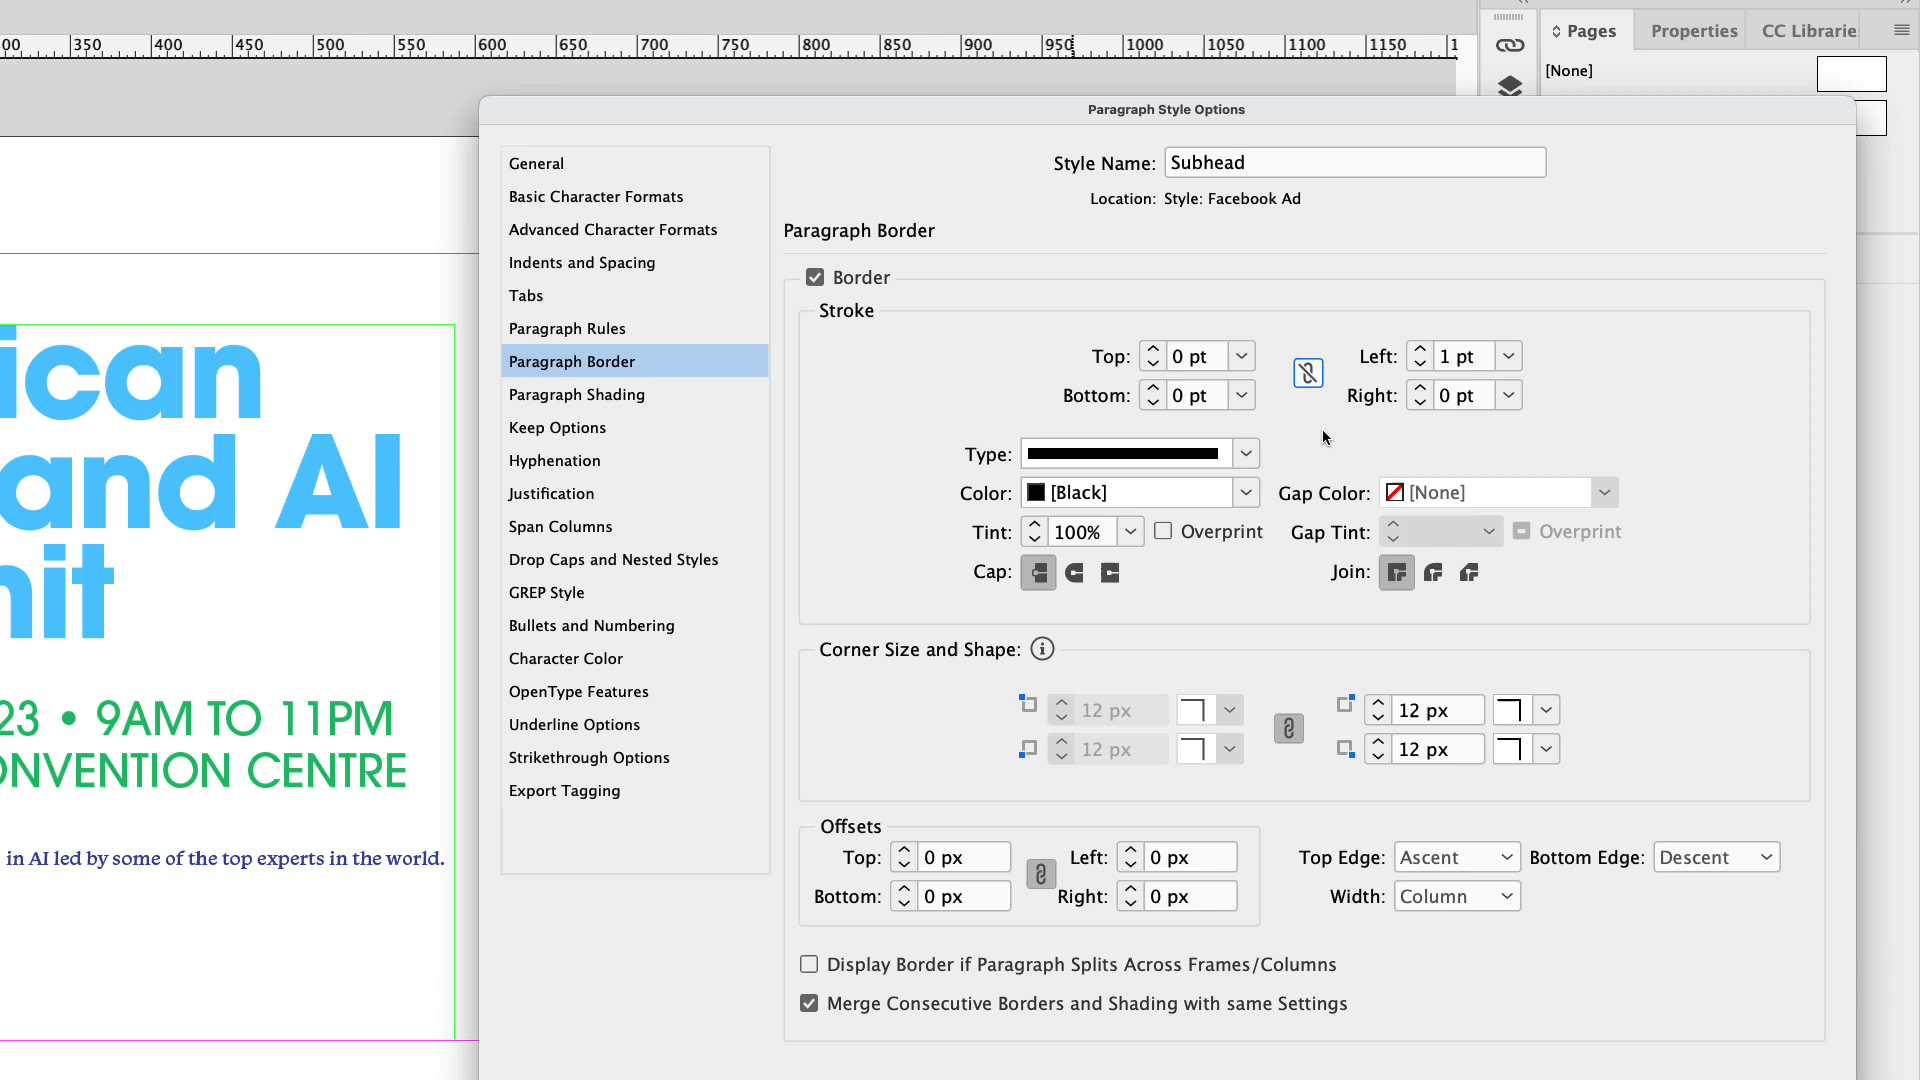 350 400 450 500 550 600 650 700 750 800 850 900 950 1000 1050 1100 1150
Pages
Properties
CC Librarie
[None]
Paragraph Style Options
General
Basic Character Formats
Advanced Character Formats
Indents and Spacing
Tabs
Paragraph Rules
Paragraph Border
Paragraph Shading
Keep Options
Hyphenation
Justification
Span Columns
Drop Caps and Nested Styles
GREP Style
Bullets and Numbering
Character Color
OpenType Features
Underline Options
Strikethrough Options
Export Tagging
Style Name: Subhead
Location: Style: Facebook Ad
Paragraph Border
Border
Stroke
Top: 0 pt Left: 1 pt
Bottom: 0 pt Right: 0 pt
Type:
Color: [Black] Gap Color: [None]
Tint: 100% Overprint Gap Tint: Overprint
Cap: Join:
Corner Size and Shape:
12 px 12 px
12 px 12 px
Offsets
Top: 0 px Left: 0 px Top Edge: Ascent Bottom Edge: Descent
Bottom: 0 px Right: 0 px Width: Column
Display Border if Paragraph Splits Across Frames/Columns
Merge Consecutive Borders and Shading with same Settings
ican
and AI
nit
23 • 9AM TO 11PM
ONVENTION CENTRE
in AI led by some of the top experts in the world.